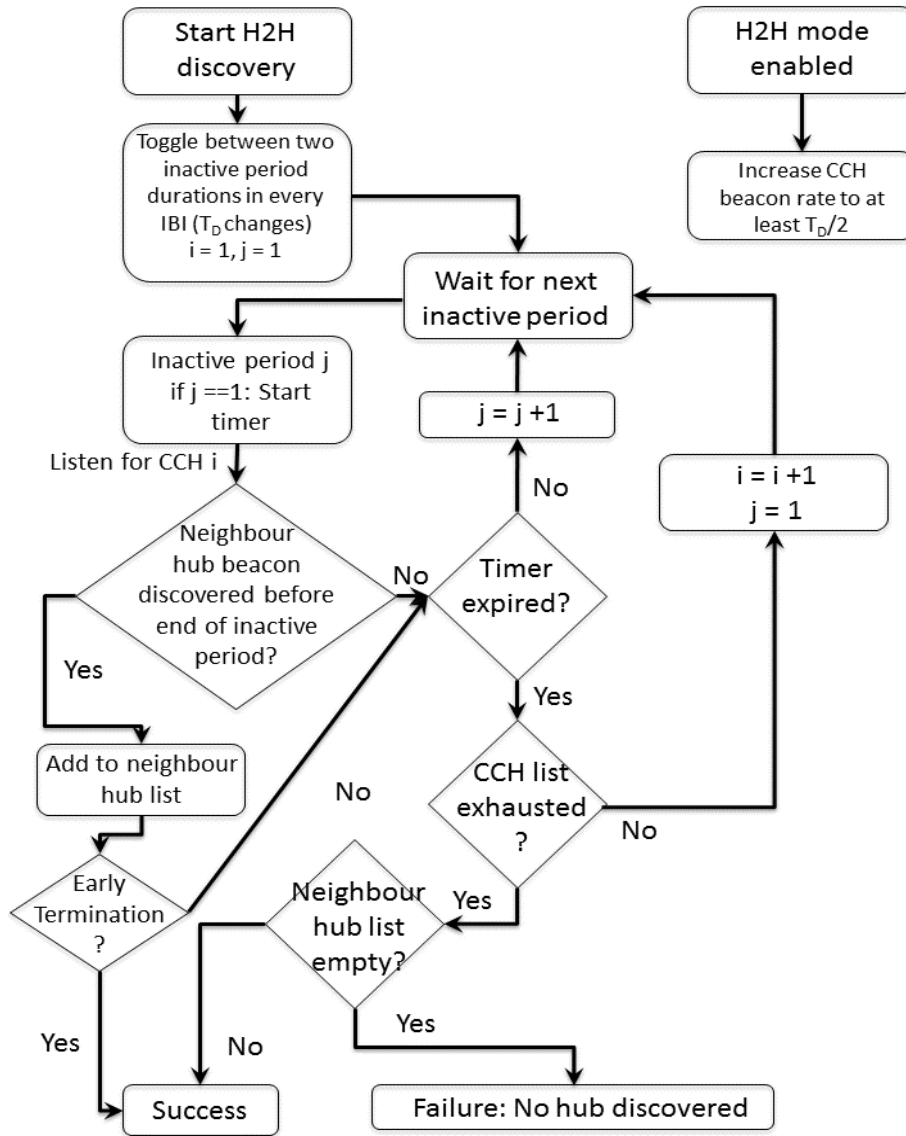 Start H2H
discovery
H2H mode
enabled
Toggle between two
inactive period
durations in every
IBI (T_D changes)
i = 1, j = 1
Increase CCH
beacon rate to at
least T_D/2
Wait for next
inactive period
Inactive period j
if j ==1: Start
timer
j = j +1
Listen for CCH i
i = i +1
j = 1
No
Neighbour
hub beacon
discovered before
end of inactive
period?
No
Timer
expired?
Yes
Yes
Add to neighbour
hub list
No
CCH list
exhausted
?
No
Early
Termination
?
Yes
Neighbour
hub list
empty?
Yes
No
Yes
Success
Failure: No hub discovered